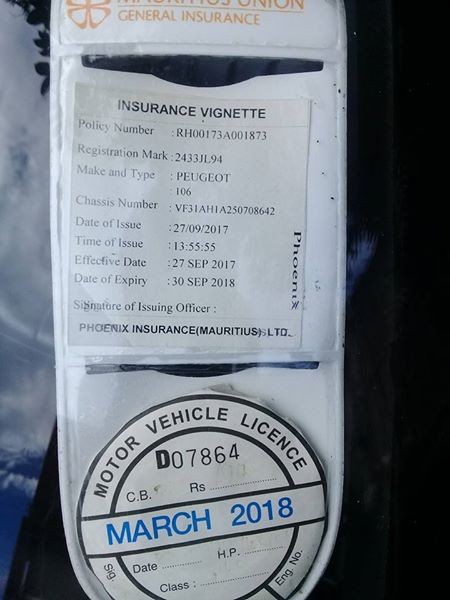 MAURITIUS UNION
GENERAL INSURANCE
INSURANCE VIGNETTE
Policy Number : RH00173A001873
Registration Mark : 2433JL94
Make and Type : PEUGEOT
: 106
Chassis Number : VF31AH1A250708642
Date of Issue : 27/09/2017
Time of Issue : 13:55:55
Effective Date : 27 SEP 2017
Date of Expiry : 30 SEP 2018
Signature of Issuing Officer :
PHOENIX INSURANCE(MAURITIUS) LTD.
Phoenix
MOTOR VEHICLE LICENCE
D07864
C.B. Rs
MARCH 2018
Sig. Date H.P. Eng. No.
Class :